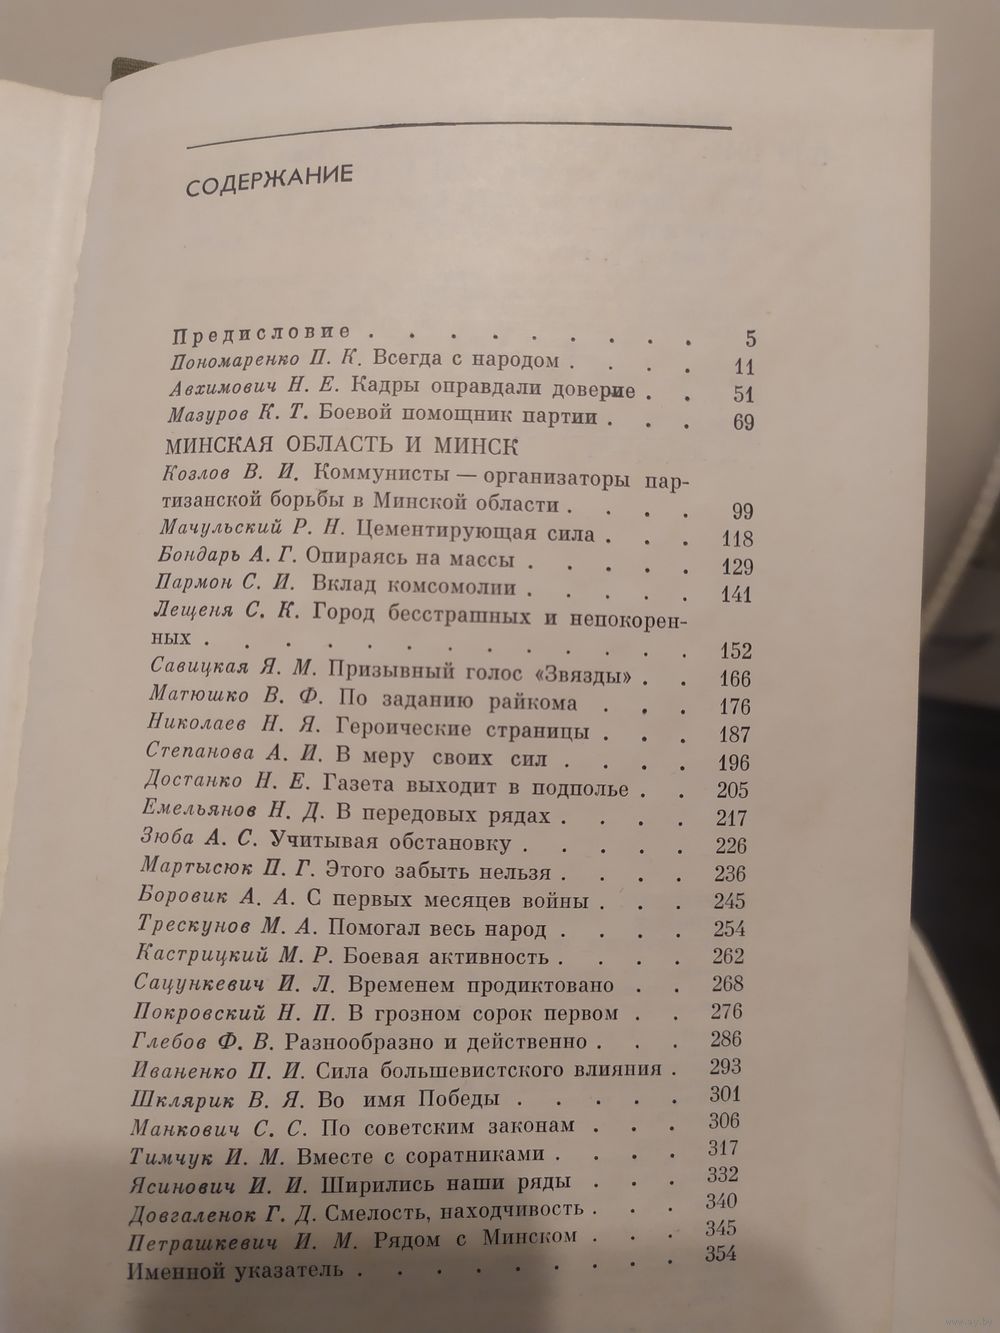 СОДЕРЖАНИЕ
Предисловие . . . . . . . . 5
Пономаренко П. К. Всегда с народом . . . . 11
Авхимович Н. Е. Кадры оправдали доверие . . 51
Мазуров К. Т. Боевой помощник партии . . . 69
МИНСКАЯ ОБЛАСТЬ И МИНСК
Козлов В. И. Коммунисты — организаторы пар-
тизанской борьбы в Минской области . . . . 99
Мачульский Р. Н. Цементирующая сила . . . 118
Бондарь А. Г. Опираясь на массы . . . . . 129
Пармон С. И. Вклад комсомолии . . . . . 141
Лещеня С. К. Город бесстрашных и непокорен-
ных . . . . . . . . . . . . 152
Савицкая Я. М. Призывный голос «Звязды» . . 166
Матюшко В. Ф. По заданию райкома . . . 176
Николаев Н. Я. Героические страницы . . . 187
Степанова А. И. В меру своих сил . . . . 196
Достанко Н. Е. Газета выходит в подполье . . 205
Емельянов Н. Д. В передовых рядах . . . . 217
Зюба А. С. Учитывая обстановку . . . . . 226
Мартысюк П. Г. Этого забыть нельзя . . . . 236
Боровик А. А. С первых месяцев войны . . . 245
Трескунов М. А. Помогал весь народ . . . . 254
Кастрицкий М. Р. Боевая активность . . . . 262
Сацункевич И. Л. Временем продиктовано . . 268
Покровский Н. П. В грозном сорок первом . . 276
Глебов Ф. В. Разнообразно и действенно . . . 286
Иваненко П. И. Сила большевистского влияния . 293
Шклярик В. Я. Во имя Победы . . . . . 301
Манкович С. С. По советским законам . . . 306
Тимчук И. М. Вместе с соратниками . . . . 317
Ясинович И. И. Ширились наши ряды . . . 332
Довгаленок Г. Д. Смелость, находчивость . . . 340
Петрашкевич И. М. Рядом с Минском . . . 345
Именной указатель . . . . . . . . 354
www.ay.by